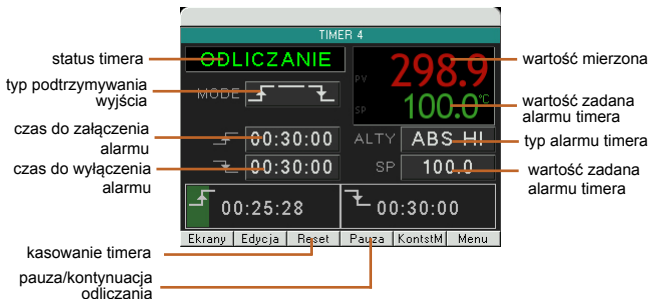 TIMER 4
status timera
ODLICZANIE
PV 298.9
wartość mierzona
typ podtrzymywania
wyjścia
MODE
SP 100.0°C
wartość zadana
alarmu timera
czas do załączenia
alarmu
00:30:00
ALTY ABS HI
typ alarmu timera
czas do wyłączenia
alarmu
00:30:00
SP 100.0
wartość zadana
alarmu timera
00:25:28
00:30:00
Ekrany Edycja Reset Pauza KontstM Menu
kasowanie timera
pauza/kontynuacja
odliczania